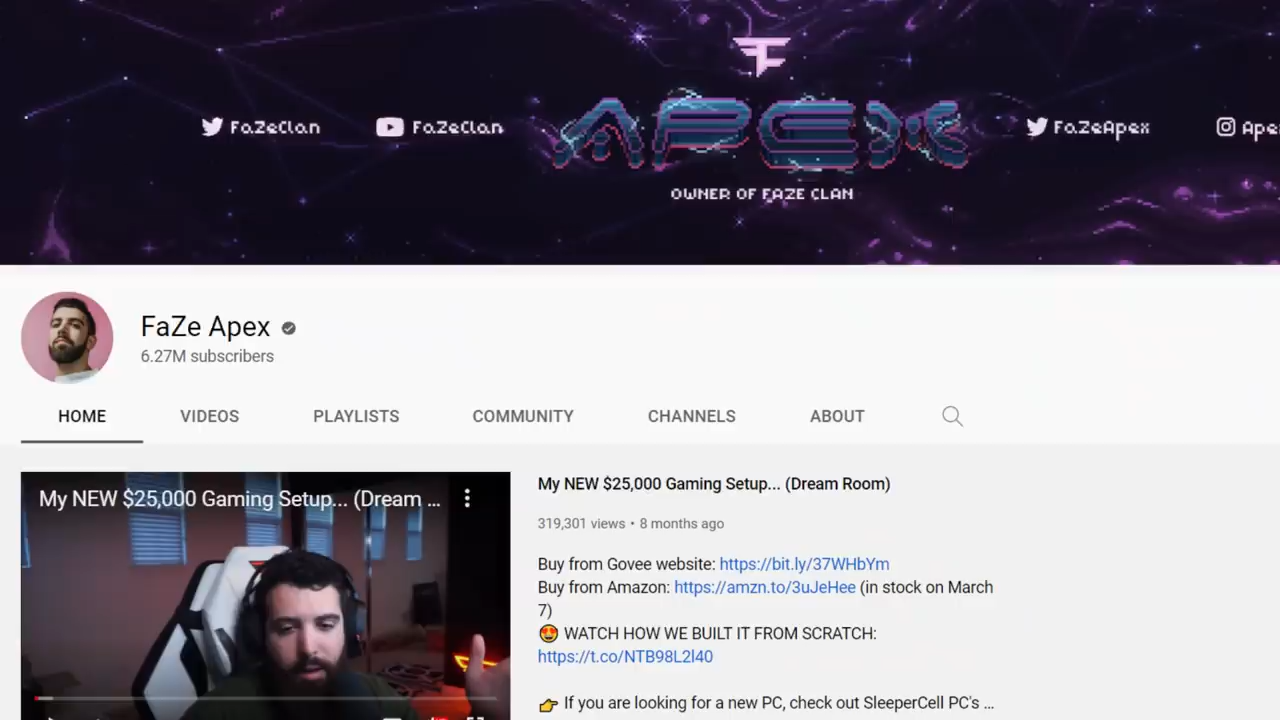 FaZeClan
FaZeClan
APEX
OWNER OF FAZE CLAN
FaZeApex
Ape
FaZe Apex
6.27M subscribers
HOME
VIDEOS
PLAYLISTS
COMMUNITY
CHANNELS
ABOUT
My NEW $25,000 Gaming Setup... (Dream ...
My NEW $25,000 Gaming Setup... (Dream Room)
319,301 views • 8 months ago
Buy from Govee website: https://bit.ly/37WHbYm
Buy from Amazon: https://amzn.to/3uJeHee (in stock on March
7)
😍 WATCH HOW WE BUILT IT FROM SCRATCH:
https://t.co/NTB98L2l40
👉 If you are looking for a new PC, check out SleeperCell PC's ...